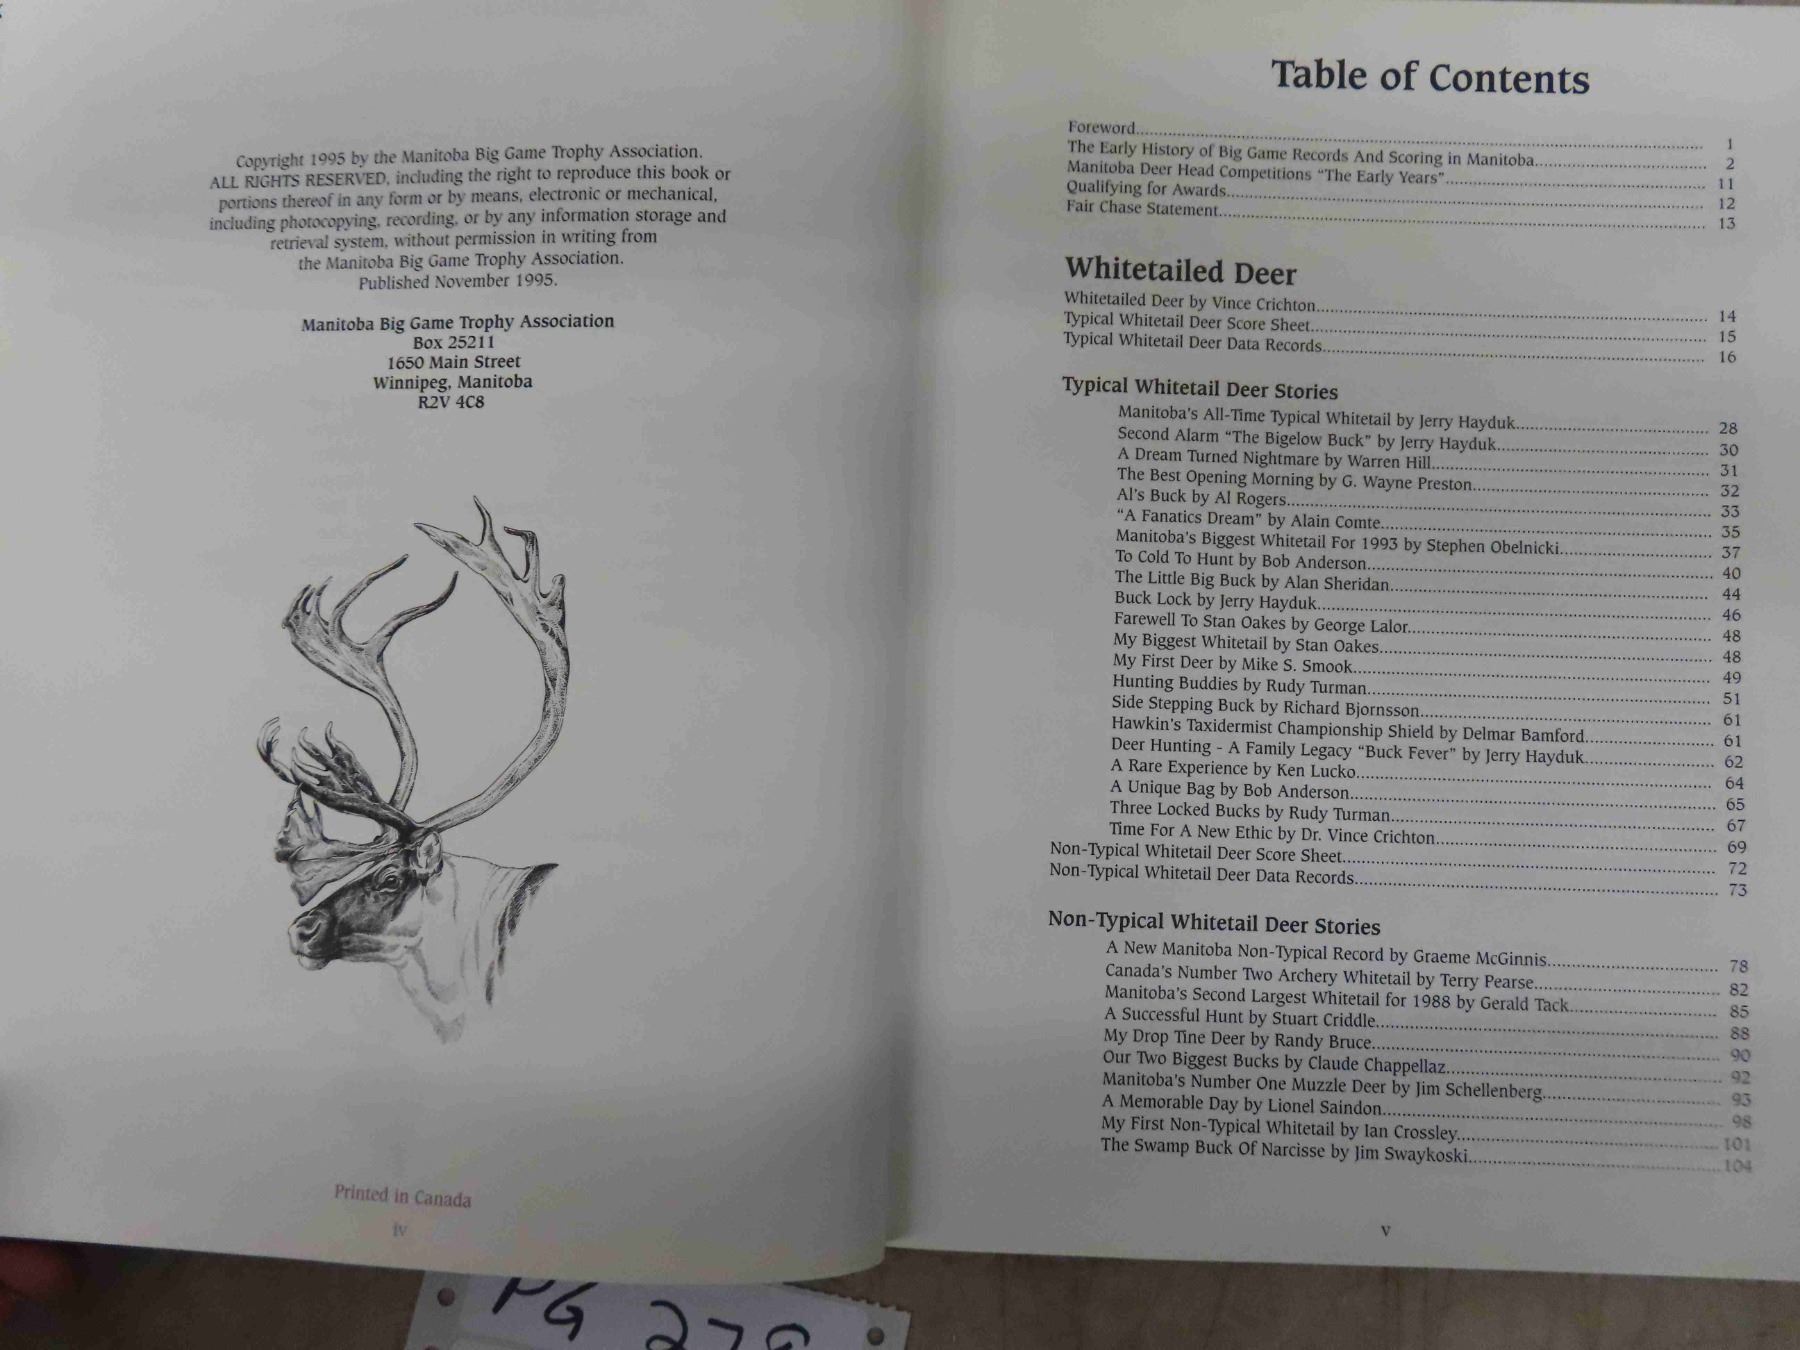 Copyright 1995 by the Manitoba Big Game Trophy Association.
ALL RIGHTS RESERVED, including the right to reproduce this book or
portions thereof in any form or by means, electronic or mechanical,
including photocopying, recording, or by any information storage and
retrieval system, without permission in writing from
the Manitoba Big Game Trophy Association.
Published November 1995.
Manitoba Big Game Trophy Association
Box 25211
1650 Main Street
Winnipeg, Manitoba
R2V 4C8
Printed in Canada
iv
Table of Contents
Foreword 1
The Early History of Big Game Records And Scoring in Manitoba 2
Manitoba Deer Head Competitions "The Early Years" 11
Qualifying for Awards 12
Fair Chase Statement 13
Whitetailed Deer
Whitetailed Deer by Vince Crichton 14
Typical Whitetail Deer Score Sheet 15
Typical Whitetail Deer Data Records 16
Typical Whitetail Deer Stories
Manitoba's All-Time Typical Whitetail by Jerry Hayduk 28
Second Alarm "The Bigelow Buck" by Jerry Hayduk 30
A Dream Turned Nightmare by Warren Hill 31
The Best Opening Morning by G. Wayne Preston 32
Al's Buck by Al Rogers 33
"A Fanatics Dream" by Alain Comte 35
Manitoba's Biggest Whitetail For 1993 by Stephen Obelnicki 37
To Cold To Hunt by Bob Anderson 40
The Little Big Buck by Alan Sheridan 44
Buck Lock by Jerry Hayduk 46
Farewell To Stan Oakes by George Lalor 48
My Biggest Whitetail by Stan Oakes 48
My First Deer by Mike S. Smook 49
Hunting Buddies by Rudy Turman 51
Side Stepping Buck by Richard Bjornsson 61
Hawkin's Taxidermist Championship Shield by Delmar Bamford 61
Deer Hunting - A Family Legacy "Buck Fever" by Jerry Hayduk 62
A Rare Experience by Ken Lucko 64
A Unique Bag by Bob Anderson 65
Three Locked Bucks by Rudy Turman 67
Time For A New Ethic by Dr. Vince Crichton 69
Non-Typical Whitetail Deer Score Sheet 72
Non-Typical Whitetail Deer Data Records 73
Non-Typical Whitetail Deer Stories
A New Manitoba Non-Typical Record by Graeme McGinnis 78
Canada's Number Two Archery Whitetail by Terry Pearse 82
Manitoba's Second Largest Whitetail for 1988 by Gerald Tack 85
A Successful Hunt by Stuart Criddle 88
My Drop Tine Deer by Randy Bruce 90
Our Two Biggest Bucks by Claude Chappellaz 92
Manitoba's Number One Muzzle Deer by Jim Schellenberg 93
A Memorable Day by Lionel Saindon 98
My First Non-Typical Whitetail by Ian Crossley 101
The Swamp Buck Of Narcisse by Jim Swaykoski 104
v
PG